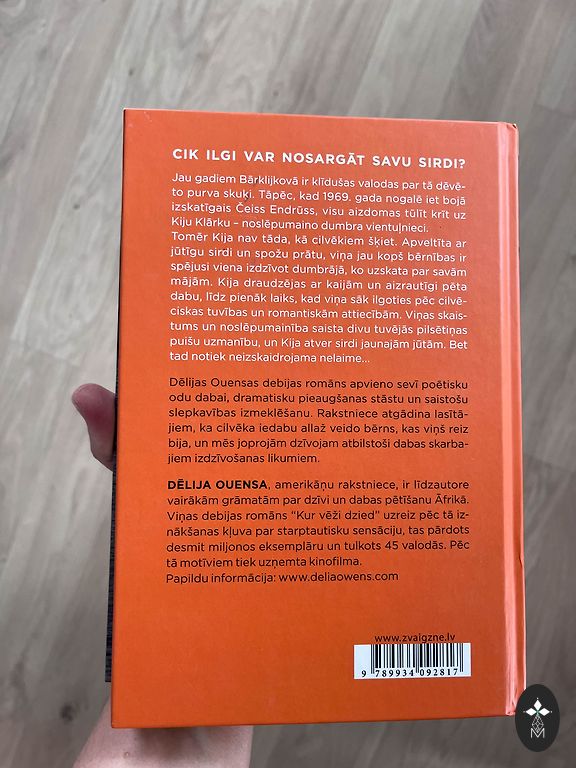 CIK ILGI VAR NOSARGĀT SAVU SIRDI?
Jau gadiem Bārklijkovā ir klīdušas valodas par tā dēvē-
to purva skuķi. Tāpēc, kad 1969. gada nogalē iet bojā
izskatīgais Čeiss Endrūss, visu aizdomas tūlīt krīt uz
Kiju Klārku – noslēpumaino dumbra vientuļnieci.
Tomēr Kija nav tāda, kā cilvēkiem šķiet. Apveltīta ar
jūtīgu sirdi un spožu prātu, viņa jau kopš bērnības ir
spējusi viena izdzīvot dumbrājā, ko uzskata par savām
mājām. Kija draudzējas ar kaijām un aizrautīgi pēta
dabu, līdz pienāk laiks, kad viņa sāk ilgoties pēc cilvē-
ciskas tuvības un romantiskām attiecībām. Viņas skais-
tums un noslēpumainība saista divu tuvējās pilsētiņas
puišu uzmanību, un Kija atver sirdi jaunajām jūtām. Bet
tad notiek neizskaidrojama nelaime...
Dēlijas Ouensas debijas romāns apvieno sevī poētisku
odu dabai, dramatisku pieaugšanas stāstu un saistošu
slepkavības izmeklēšanu. Rakstniece atgādina lasītā-
jiem, ka cilvēka iedabu allaž veido bērns, kas viņš reiz
bija, un mēs joprojām dzīvojam atbilstoši dabas skarba-
jiem izdzīvošanas likumiem.
DĒLIJA OUENSA, amerikāņu rakstniece, ir līdzautore
vairākām grāmatām par dzīvi un dabas pētīšanu Āfrikā.
Viņas debijas romāns “Kur vēži dzied” uzreiz pēc tā iz-
nākšanas kļuva par starptautisku sensāciju, tas pārdots
desmit miljonos eksemplāru un tulkots 45 valodās. Pēc
tā motīviem tiek uzņemta kinofilma.
Papildu informācija: www.deliaowens.com
www.zvaigzne.lv
9 789934 092817
M